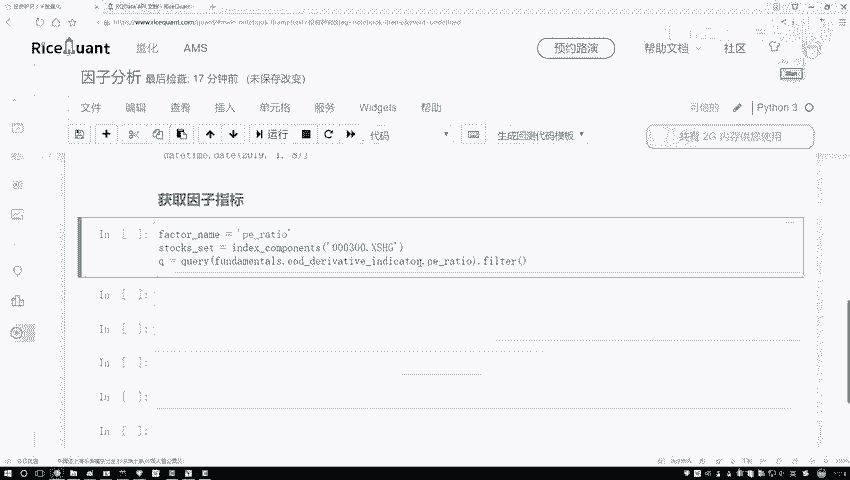 RiceQuant 量化 AMS 预约路演 帮助文档 社区
因子分析 最后检查: 17 分钟前 (未保存改变)
文件 编辑 查看 插入 单元格 服务 Widgets 帮助 可信的 Python 3
运行 代码 生成回测代码模板 共有 2G 内存供您使用
datetime.date(2019, 1, 8)]
获取因子指标
In [ ]: factor_name = 'pe_ratio'
stocks_set = index_components('000300.XSHG')
q = query(fundamentals.eod_derivative_indicator.pe_ratio).filter()
In [ ]:
In [ ]:
In [ ]:
In [ ]:
In [ ]: